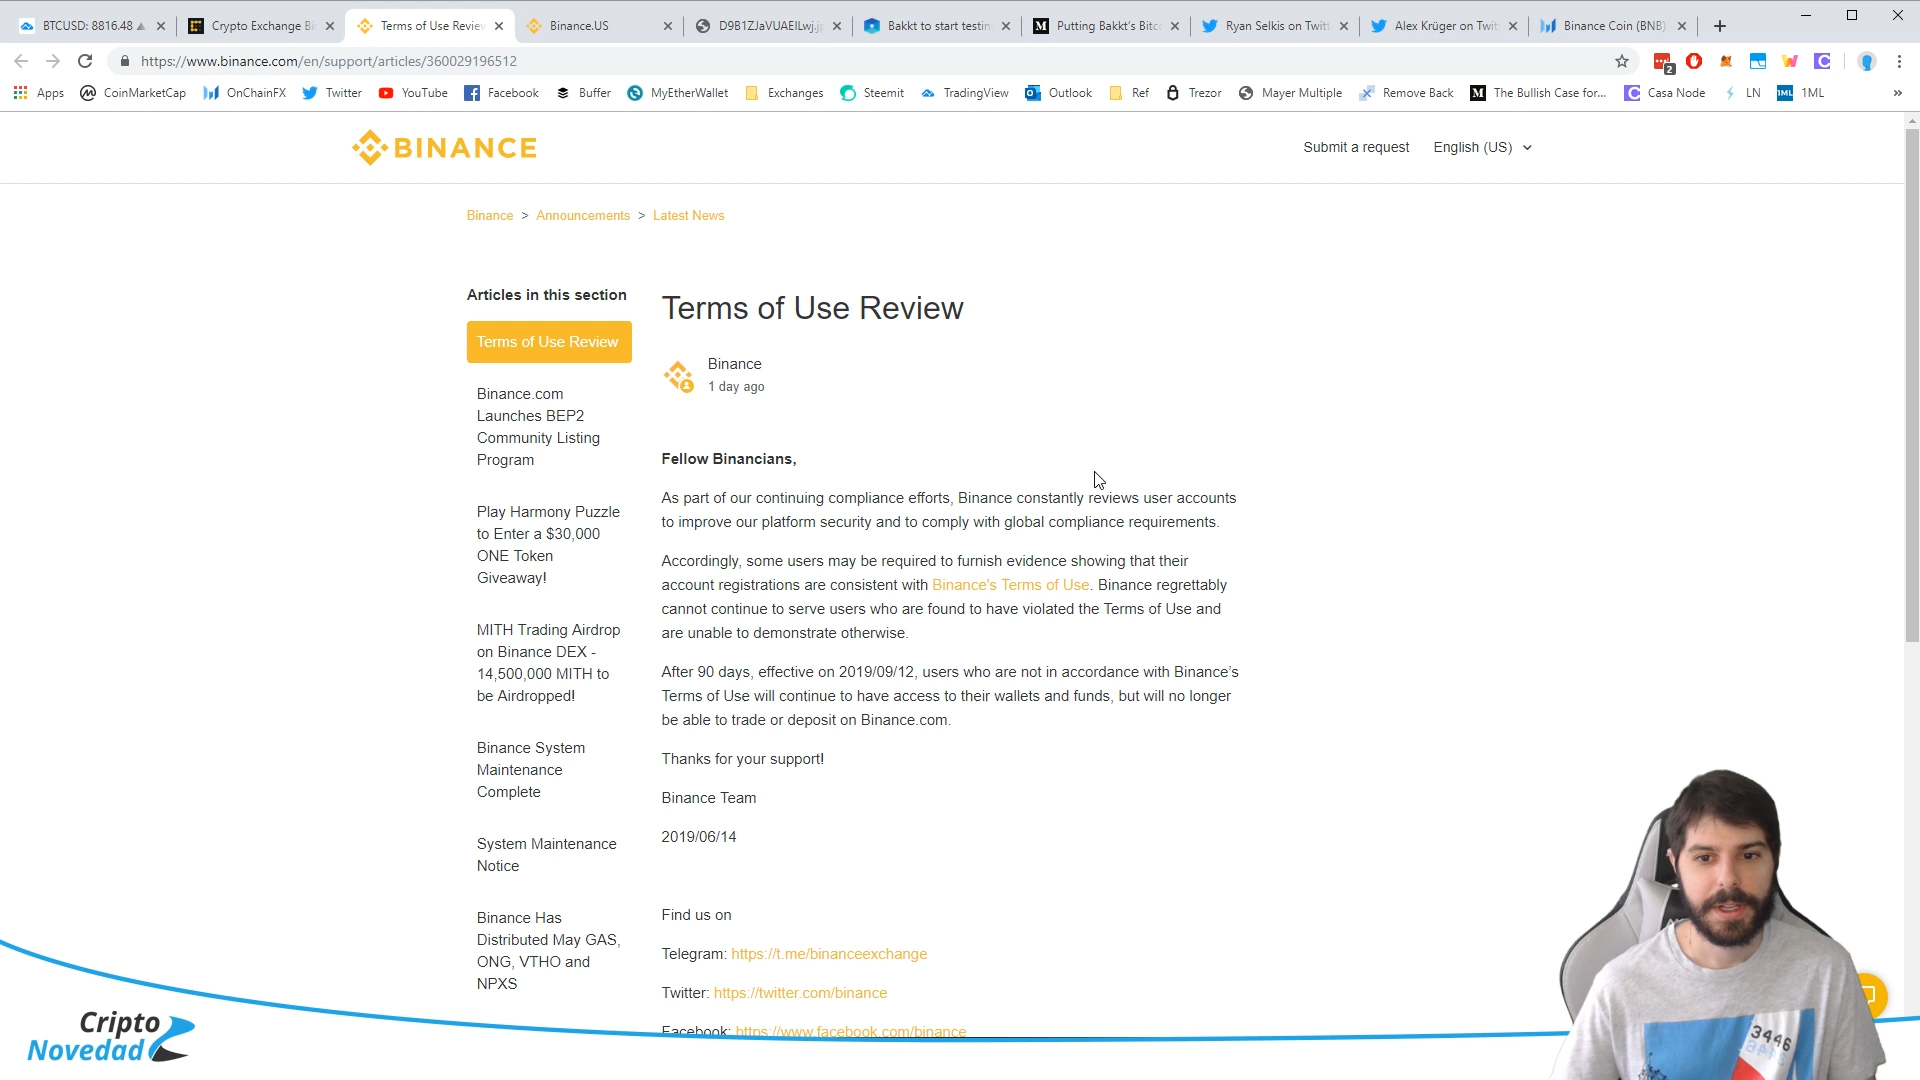 BTCUSD: 8816.48 ▲
Crypto Exchange Bi
Terms of Use Review
Binance.US
D9B1ZJaVUAEILwj.j
Bakkt to start testin
Putting Bakkt's Bitc
Ryan Selkis on Twit
Alex Krüger on Twit
Binance Coin (BNB)
https://www.binance.com/en/support/articles/360029196512
2
Apps
CoinMarketCap
OnChainFX
Twitter
YouTube
Facebook
Buffer
MyEtherWallet
Exchanges
Steemit
TradingView
Outlook
Ref
Trezor
Mayer Multiple
Remove Back
The Bullish Case for...
Casa Node
LN
1ML
1ML
»
BINANCE
Submit a request
English (US)
Binance > Announcements > Latest News
Articles in this section
Terms of Use Review
Binance.com
Launches BEP2
Community Listing
Program
Play Harmony Puzzle
to Enter a $30,000
ONE Token
Giveaway!
MITH Trading Airdrop
on Binance DEX -
14,500,000 MITH to
be Airdropped!
Binance System
Maintenance
Complete
System Maintenance
Notice
Binance Has
Distributed May GAS,
ONG, VTHO and
NPXS
Terms of Use Review
Binance
1 day ago
Fellow Binancians,
As part of our continuing compliance efforts, Binance constantly reviews user accounts
to improve our platform security and to comply with global compliance requirements.
Accordingly, some users may be required to furnish evidence showing that their
account registrations are consistent with Binance's Terms of Use. Binance regrettably
cannot continue to serve users who are found to have violated the Terms of Use and
are unable to demonstrate otherwise.
After 90 days, effective on 2019/09/12, users who are not in accordance with Binance's
Terms of Use will continue to have access to their wallets and funds, but will no longer
be able to trade or deposit on Binance.com.
Thanks for your support!
Binance Team
2019/06/14
Find us on
Telegram: https://t.me/binanceexchange
Twitter: https://twitter.com/binance
Facebook: https://www.facebook.com/binance
Cripto
Novedad
3446